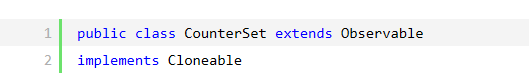 1 public class CounterSet extends Observable
2 implements Cloneable